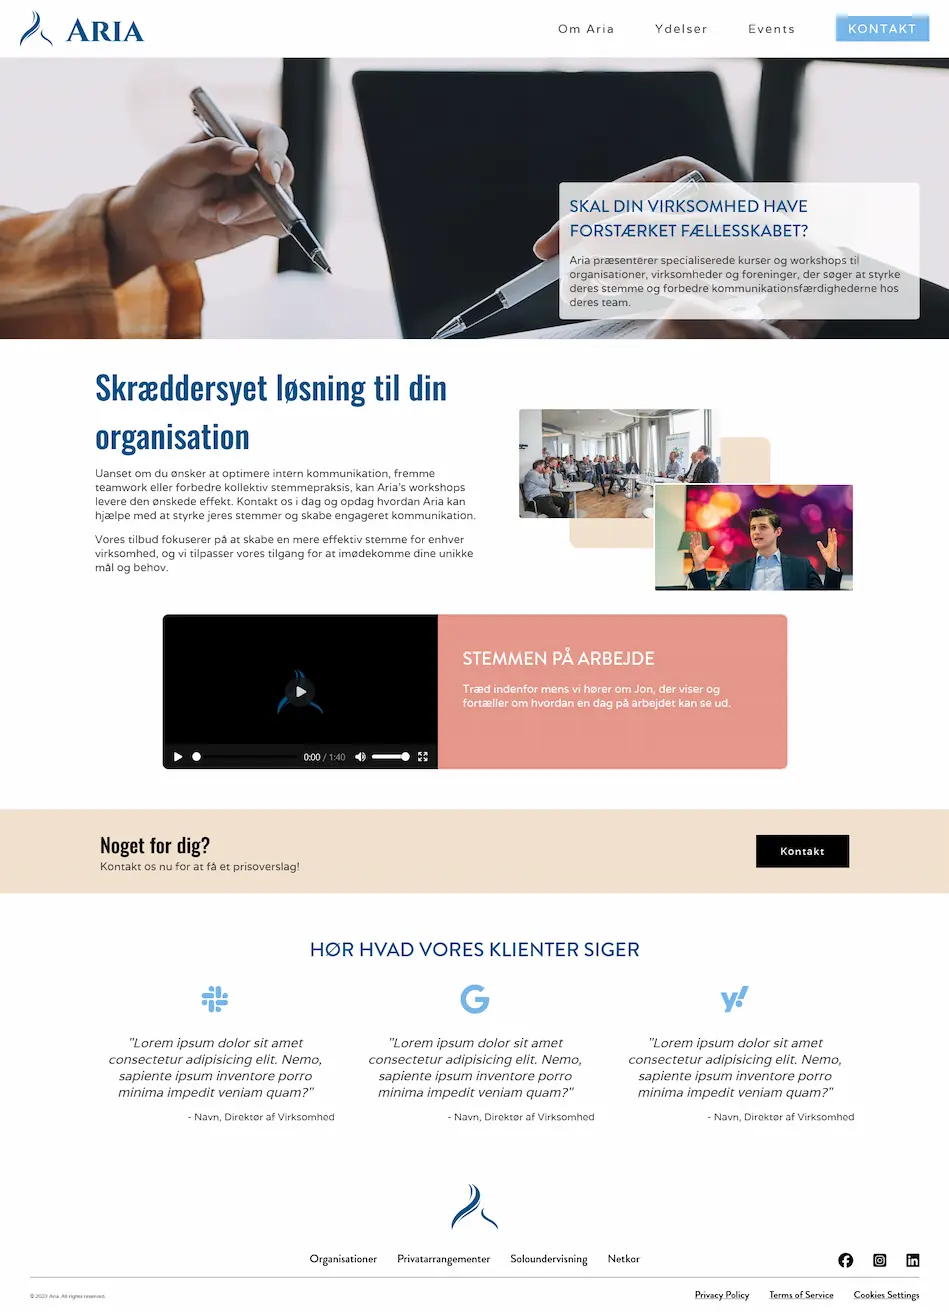 ARIA
Om Aria
Ydelser
Events
KONTAKT
SKAL DIN VIRKSOMHED HAVE
FORSTÆRKET FÆLLESSKABET?
Aria præsenterer specialiserede kurser og workshops til
organisationer, virksomheder og foreninger, der søger at styrke
deres stemme og forbedre kommunikationsfærdighederne hos
deres team.
Skræddersyet løsning til din
organisation
Uanset om du ønsker at optimere intern kommunikation, fremme
teamwork eller forbedre kollektiv stemmepraksis, kan Aria's workshops
levere den ønskede effekt. Kontakt os i dag og opdag hvordan Aria kan
hjælpe med at styrke jeres stemmer og skabe engageret kommunikation.
Vores tilbud fokuserer på at skabe en mere effektiv stemme for enhver
virksomhed, og vi tilpasser vores tilgang for at imødekomme dine unikke
mål og behov.
0:00 / 1:40
STEMMEN PÅ ARBEJDE
Træd indenfor mens vi hører om Jon, der viser og
fortæller om hvordan en dag på arbejdet kan se ud.
Noget for dig?
Kontakt os nu for at få et prisoverslag!
Kontakt
HØR HVAD VORES KLIENTER SIGER
"Lorem ipsum dolor sit amet
consectetur adipisicing elit. Nemo,
sapiente ipsum inventore porro
minima impedit veniam quam?"
- Navn, Direktør af Virksomhed
"Lorem ipsum dolor sit amet
consectetur adipisicing elit. Nemo,
sapiente ipsum inventore porro
minima impedit veniam quam?"
- Navn, Direktør af Virksomhed
"Lorem ipsum dolor sit amet
consectetur adipisicing elit. Nemo,
sapiente ipsum inventore porro
minima impedit veniam quam?"
- Navn, Direktør af Virksomhed
Organisationer
Privatarrangementer
Soloundervisning
Netkor
© 2023 Aria. All rights reserved.
Privacy Policy
Terms of Service
Cookies Settings